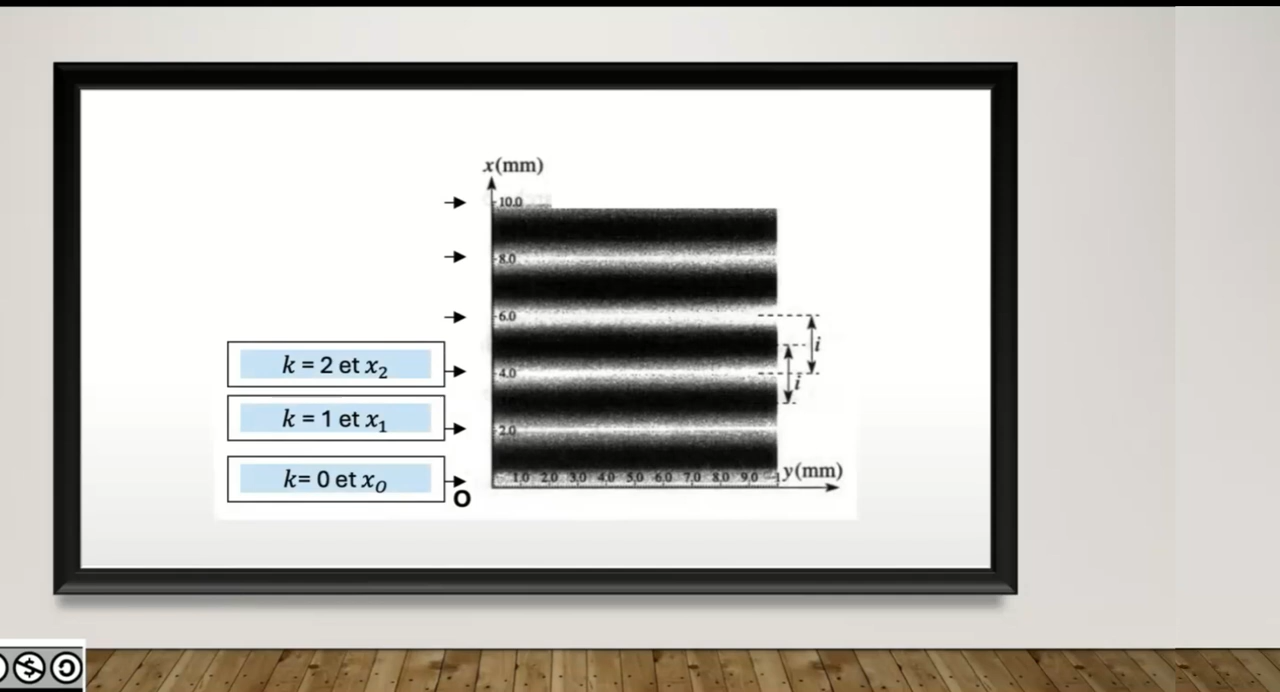 x(mm)
10.0
8.0
6.0
i
k = 2 et x₂
4.0
i
k = 1 et x₁
2.0
k= 0 et x₀
1.0 2.0 3.0 4.0 5.0 6.0 7.0 8.0 9.0
y(mm)
O